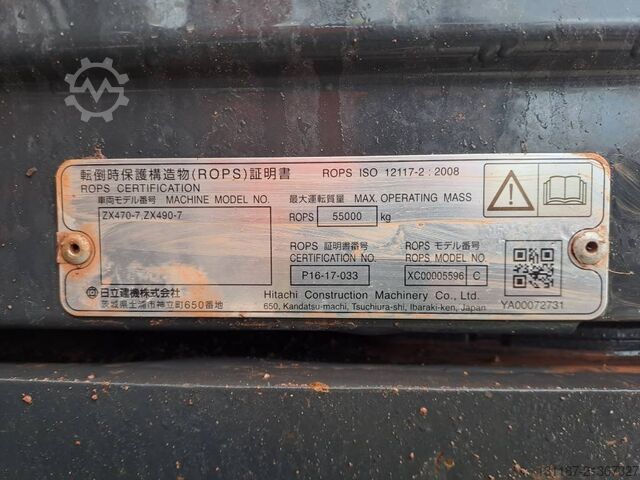 転倒時保護構造物(ROPS)証明書 ROPS ISO 12117-2 : 2008
ROPS CERTIFICATION
車両モデル番号 MACHINE MODEL NO. 最大運転質量 MAX. OPERATING MASS
ZX470-7,ZX490-7 ROPS 55000 kg
ROPS 証明書番号 ROPS モデル番号
CERTIFICATION NO. ROPS MODEL NO.
P16-17-033 XC00005596 C
日立建機株式会社 Hitachi Construction Machinery Co., Ltd. YA00072731
茨城県土浦市神立町650番地 650, Kandatsu-machi, Tsuchiura-shi, Ibaraki-ken, Japan